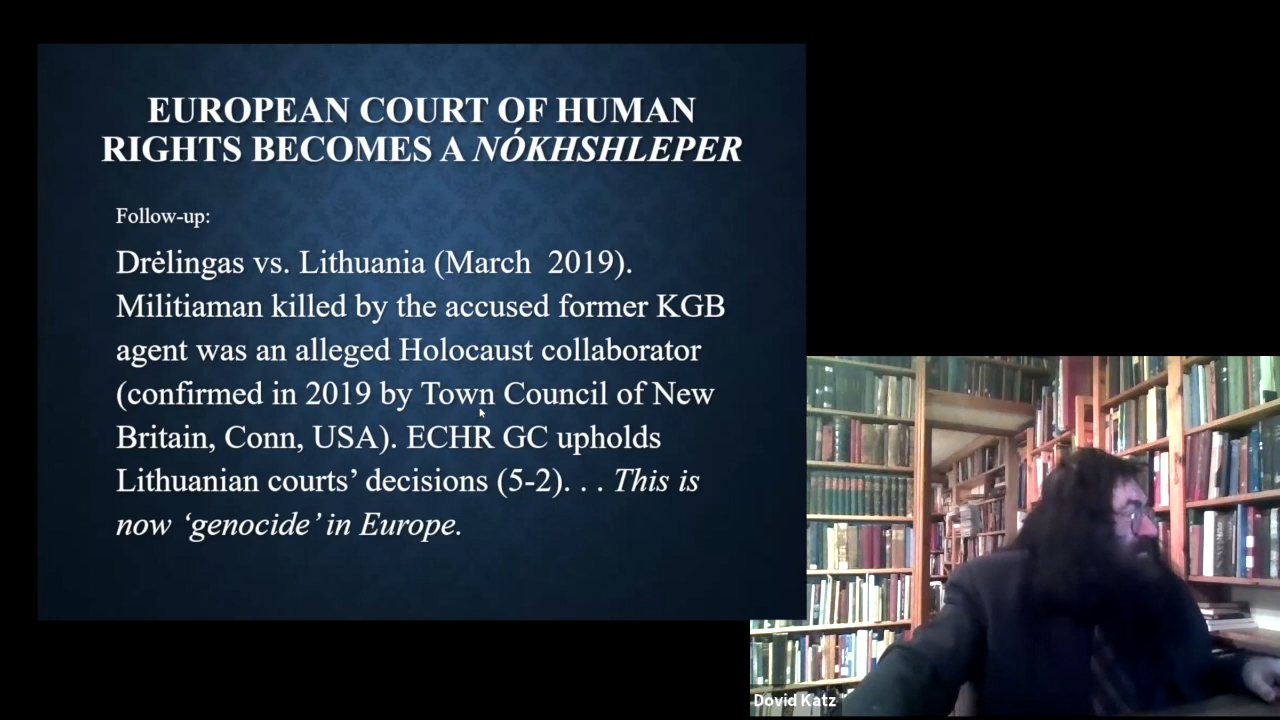 EUROPEAN COURT OF HUMAN
RIGHTS BECOMES A NÓKHSHLEPER
Follow-up:
Drėlingas vs. Lithuania (March  2019).
Militiaman killed by the accused former KGB
agent was an alleged Holocaust collaborator
(confirmed in 2019 by Town Council of New
Britain, Conn, USA). ECHR GC upholds
Lithuanian courts’ decisions (5-2). . . This is
now ‘genocide’ in Europe.
Dovid Katz